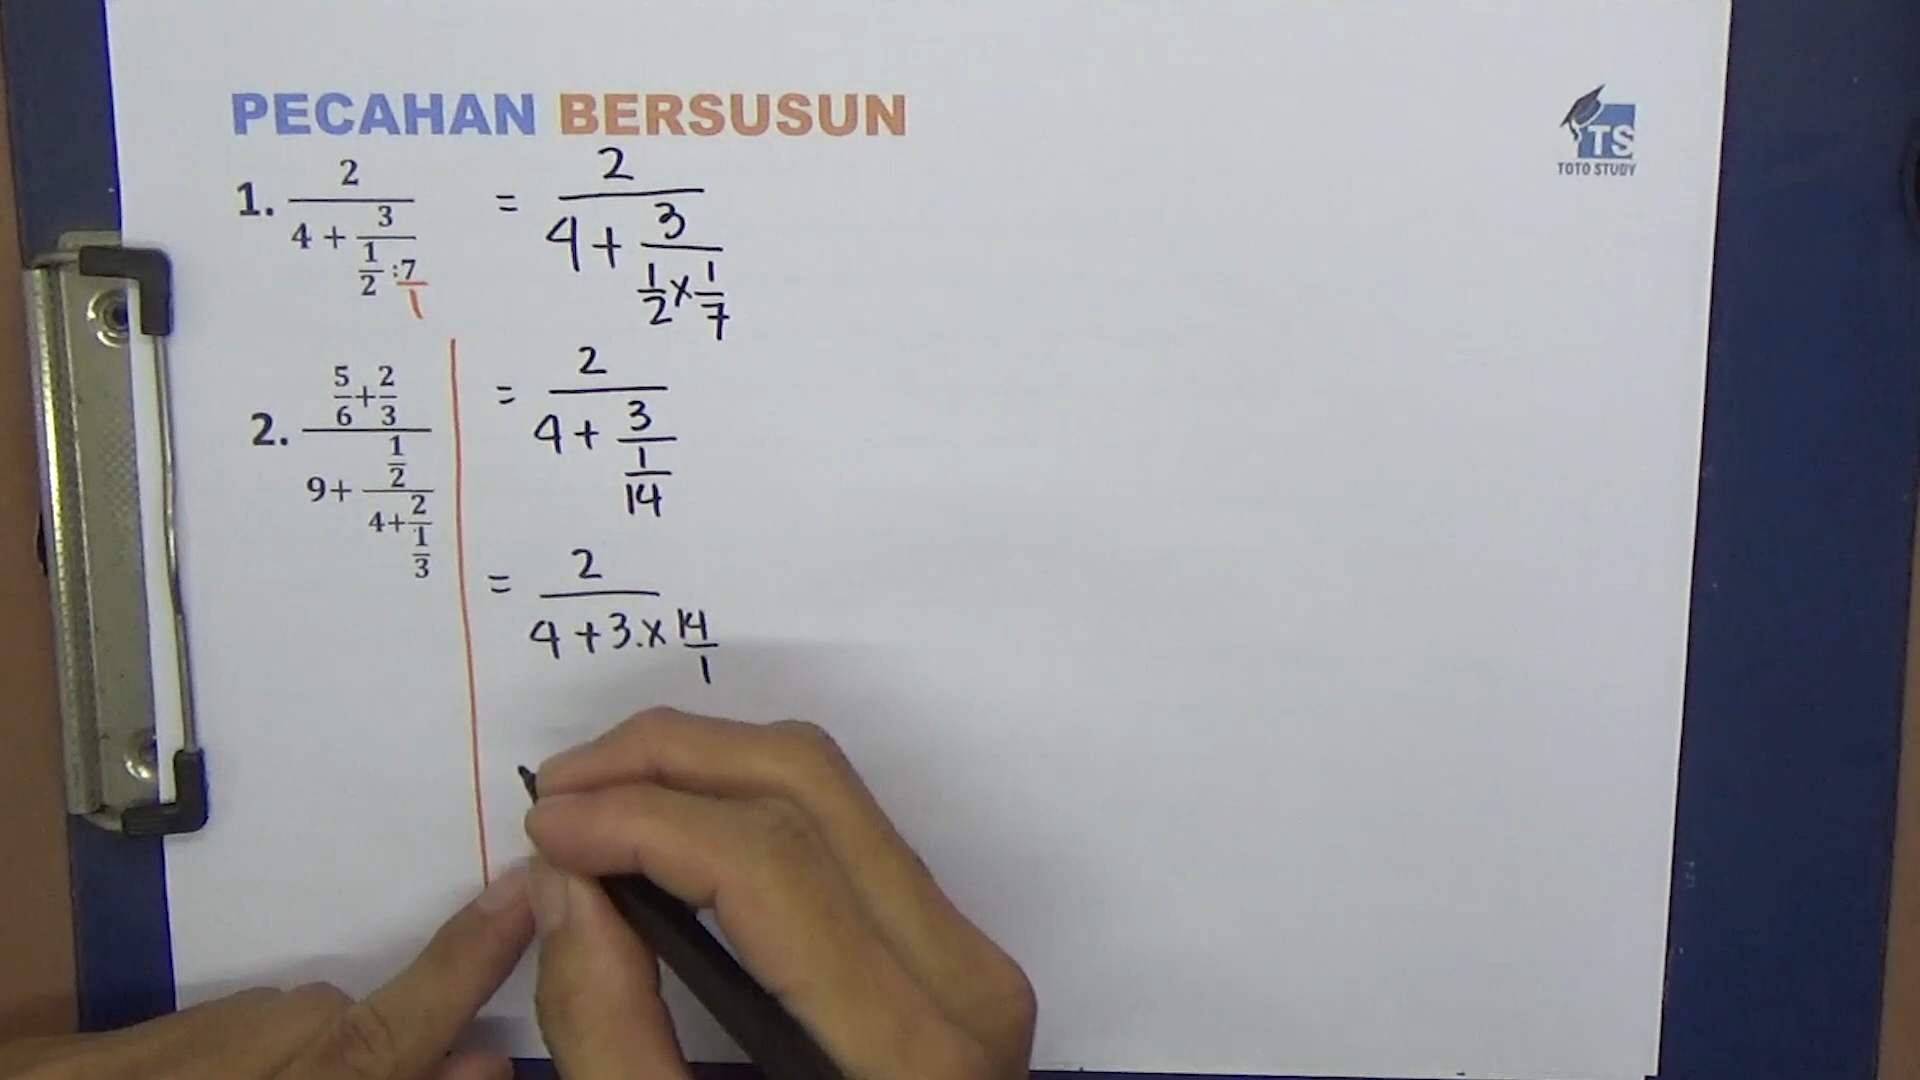 PECAHAN BERSUSUN
TS
TOTO STUDY
1. 2
4 + 3
1
2 :7
1
= 2
4 + 3
1/2 x 1/7
= 2
4 + 3
1
14
= 2
4 + 3 . x 14
1
2. 5/6 + 2/3
9 + 1/2
4 + 2
1
3